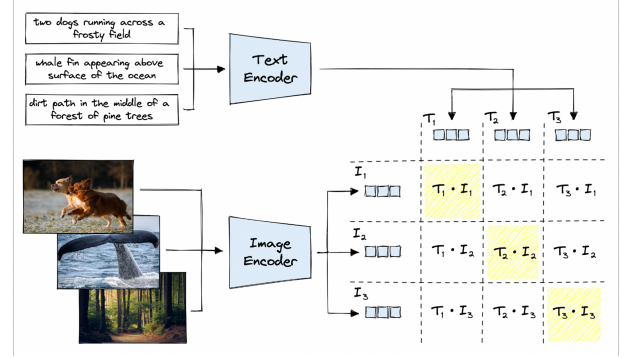 two dogs running across a
frosty field
whale fin appearing above
surface of the ocean
dirt path in the middle of a
forest of pine trees
Text
Encoder
T₁ T₂ T₃
Image
Encoder
I₁
T₁ · I₁ T₂ · I₁ T₃ · I₁
I₂
T₁ · I₂ T₂ · I₂ T₃ · I₂
I₃
T₁ · I₃ T₂ · I₃ T₃ · I₃